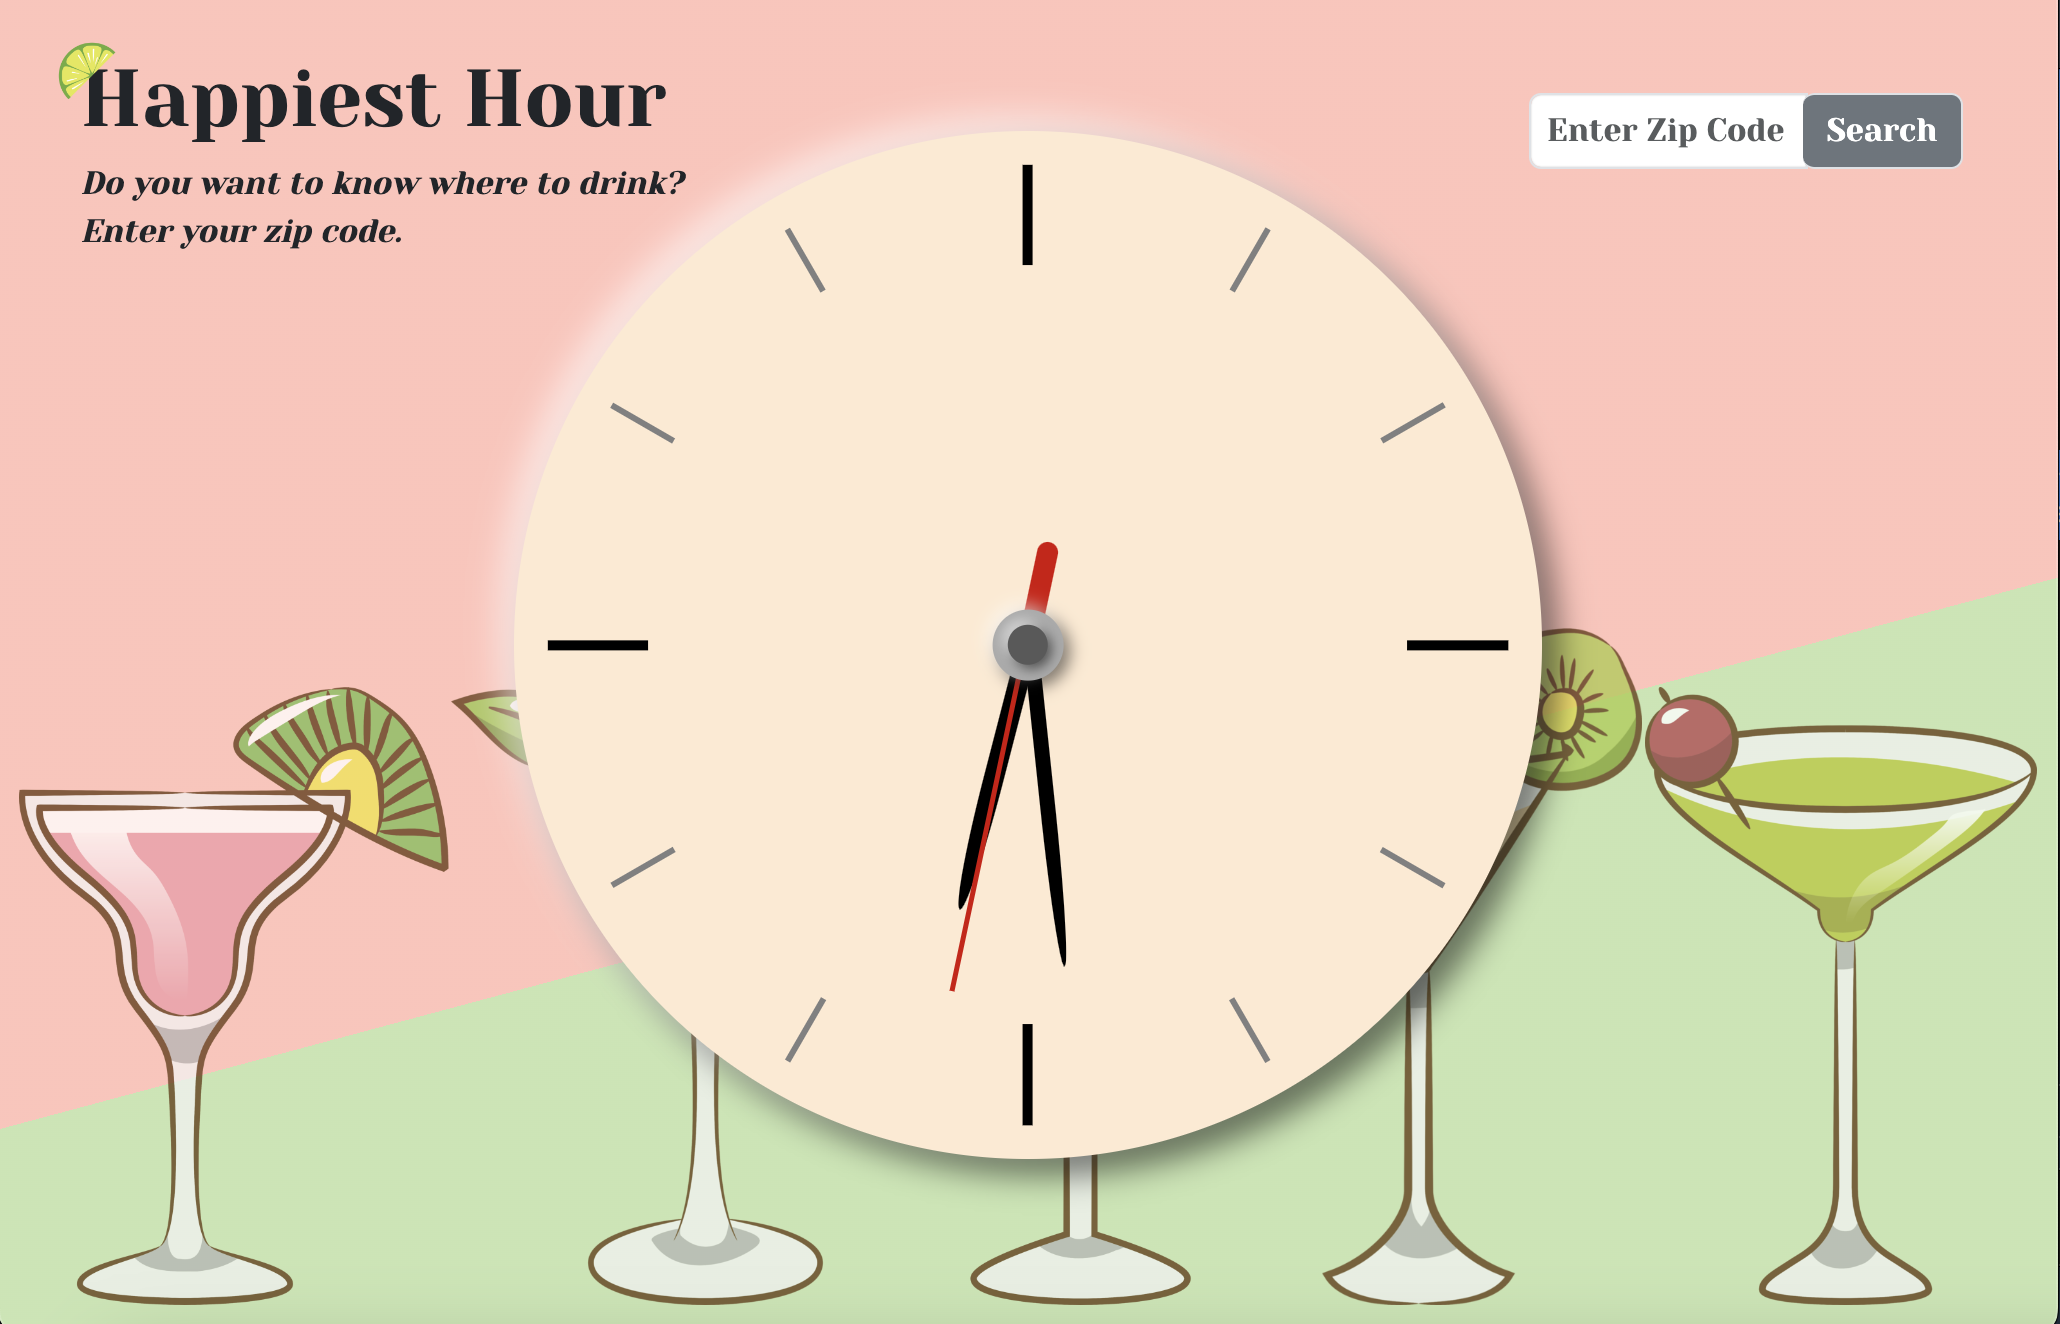 Happiest Hour
Do you want to know where to drink?
Enter your zip code.
Enter Zip Code
Search